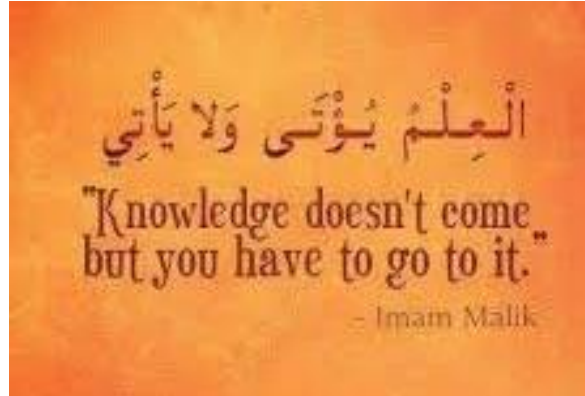 الْعِلْمُ يُؤْتَى وَلا يَأْتِي
"Knowledge doesn't come
but you have to go to it."
- Imam Malik